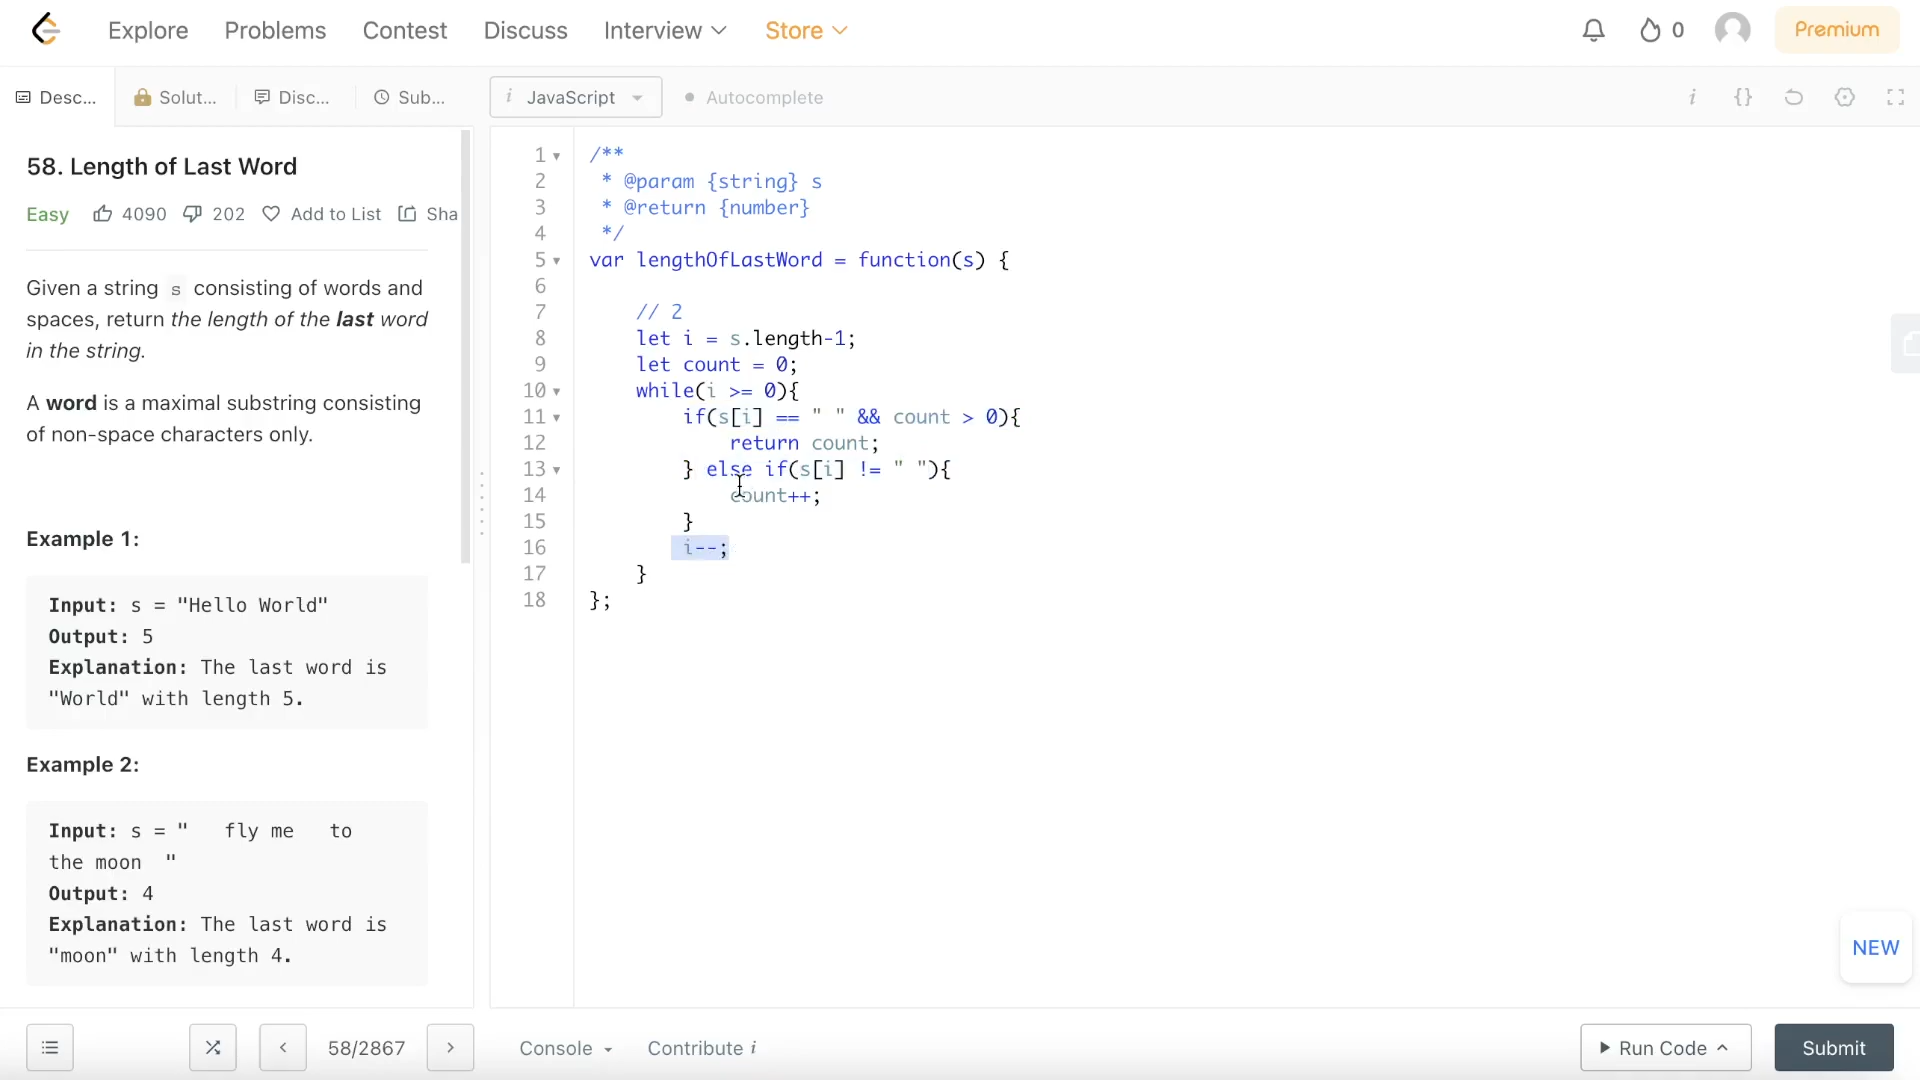 Explore Problems Contest Discuss Interview Store 0 Premium
Desc... Solut... Disc... Sub... i JavaScript Autocomplete i {}
58. Length of Last Word
Easy 4090 202 Add to List Sha
Given a string s consisting of words and
spaces, return the length of the last word
in the string.
A word is a maximal substring consisting
of non-space characters only.
Example 1:
Input: s = "Hello World"
Output: 5
Explanation: The last word is
"World" with length 5.
Example 2:
Input: s = "   fly me   to
the moon  "
Output: 4
Explanation: The last word is
"moon" with length 4.
1 /**
2  * @param {string} s
3  * @return {number}
4  */
5 var lengthOfLastWord = function(s) {
6
7     // 2
8     let i = s.length-1;
9     let count = 0;
10     while(i >= 0){
11         if(s[i] == " " && count > 0){
12             return count;
13         } else if(s[i] != " "){
14             count++;
15         }
16         i--;
17     }
18 };
NEW
58/2867 Console Contribute i Run Code Submit